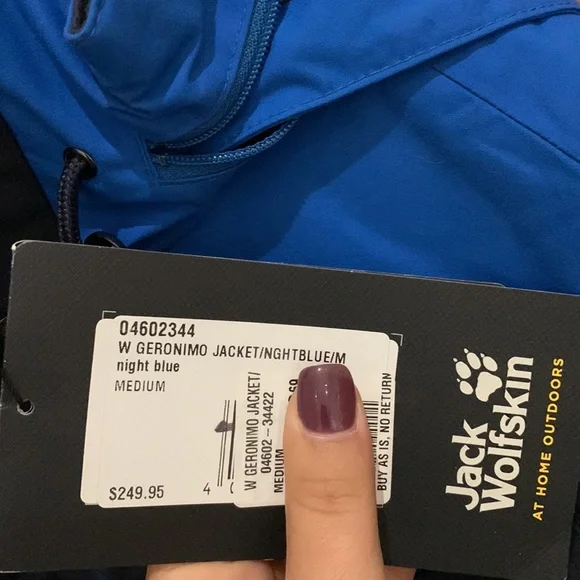 04602344
W GERONIMO JACKET/NGHTBLUE/M
night blue
MEDIUM
$249.95
4
W GERONIMO JACKET/
04602-34422
MEDIUM
BUY AS IS, NO RETURN
Jack
Wolfskin
AT HOME OUTDOORS